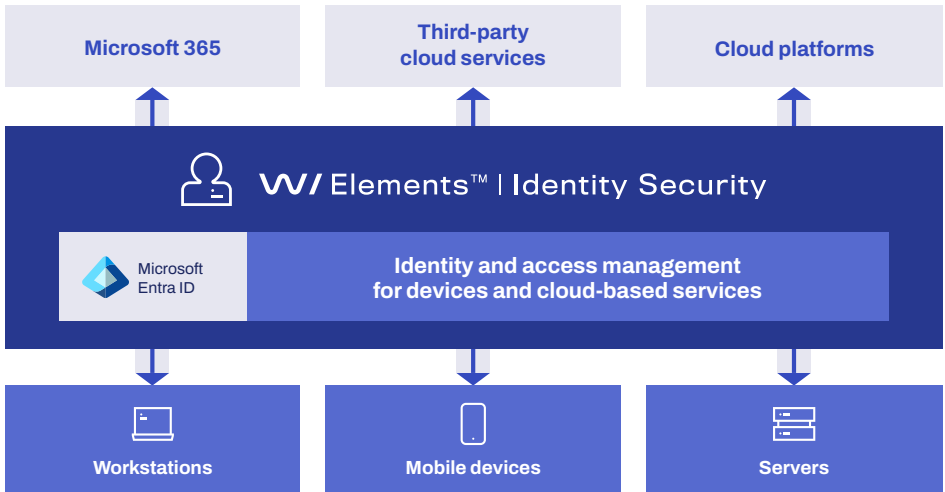 Microsoft 365
Third-party
cloud services
Cloud platforms
W/ Elements™ | Identity Security
Microsoft
Entra ID
Identity and access management
for devices and cloud-based services
Workstations
Mobile devices
Servers